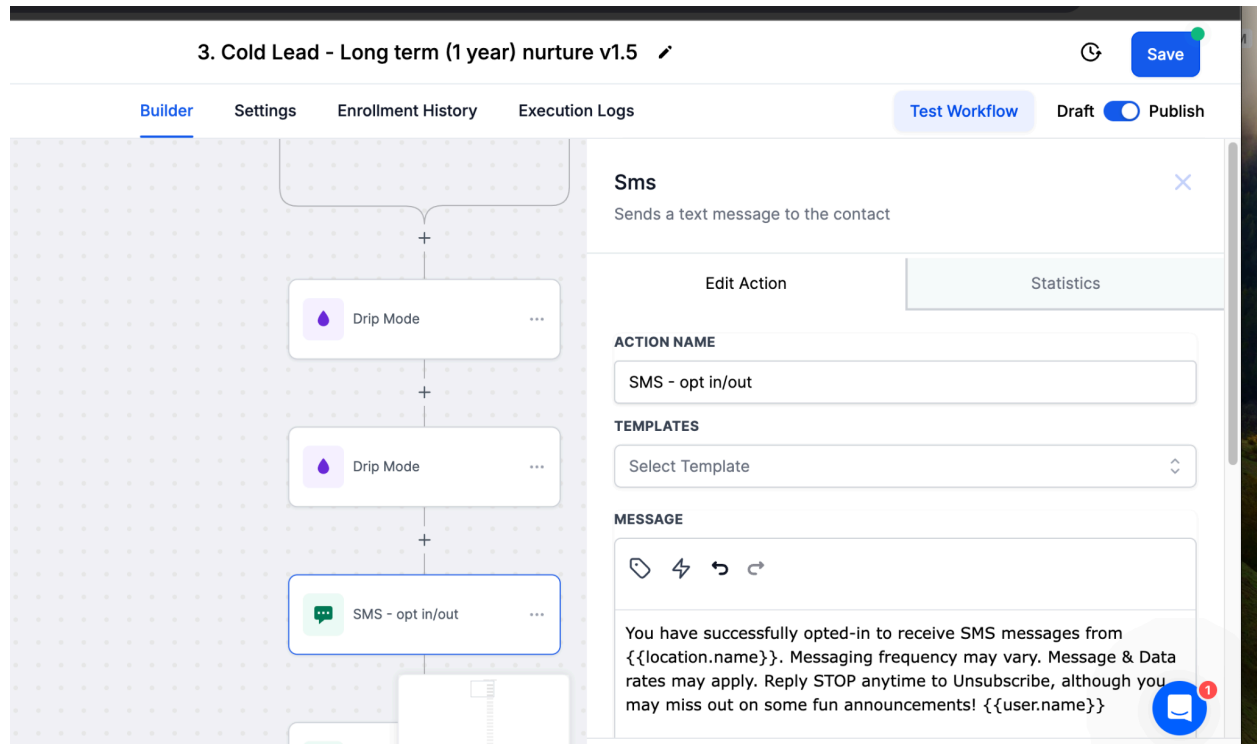 3. Cold Lead - Long term (1 year) nurture v1.5
Save
Builder
Settings
Enrollment History
Execution Logs
Test Workflow
Draft
Publish
Sms
Sends a text message to the contact
Edit Action
Statistics
ACTION NAME
SMS - opt in/out
TEMPLATES
Select Template
MESSAGE
You have successfully opted-in to receive SMS messages from
{{location.name}}. Messaging frequency may vary. Message & Data
rates may apply. Reply STOP anytime to Unsubscribe, although you
may miss out on some fun announcements! {{user.name}}
1
Drip Mode
Drip Mode
SMS - opt in/out